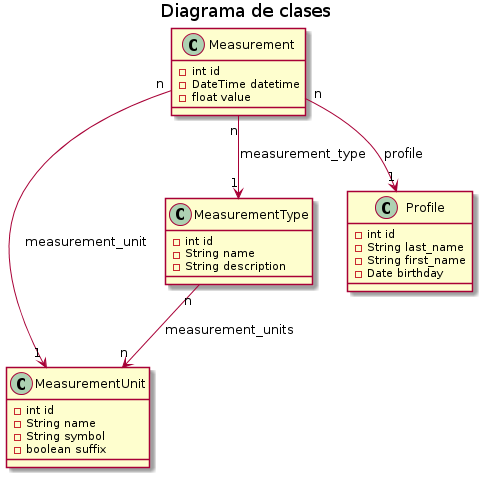 Diagrama de clases
C Measurement
int id
DateTime datetime
float value
n
n
n
measurement_type
profile
1
1
C MeasurementType
int id
String name
String description
C Profile
int id
String last_name
String first_name
Date birthday
measurement_unit
n
measurement_units
1
n
C MeasurementUnit
int id
String name
String symbol
boolean suffix